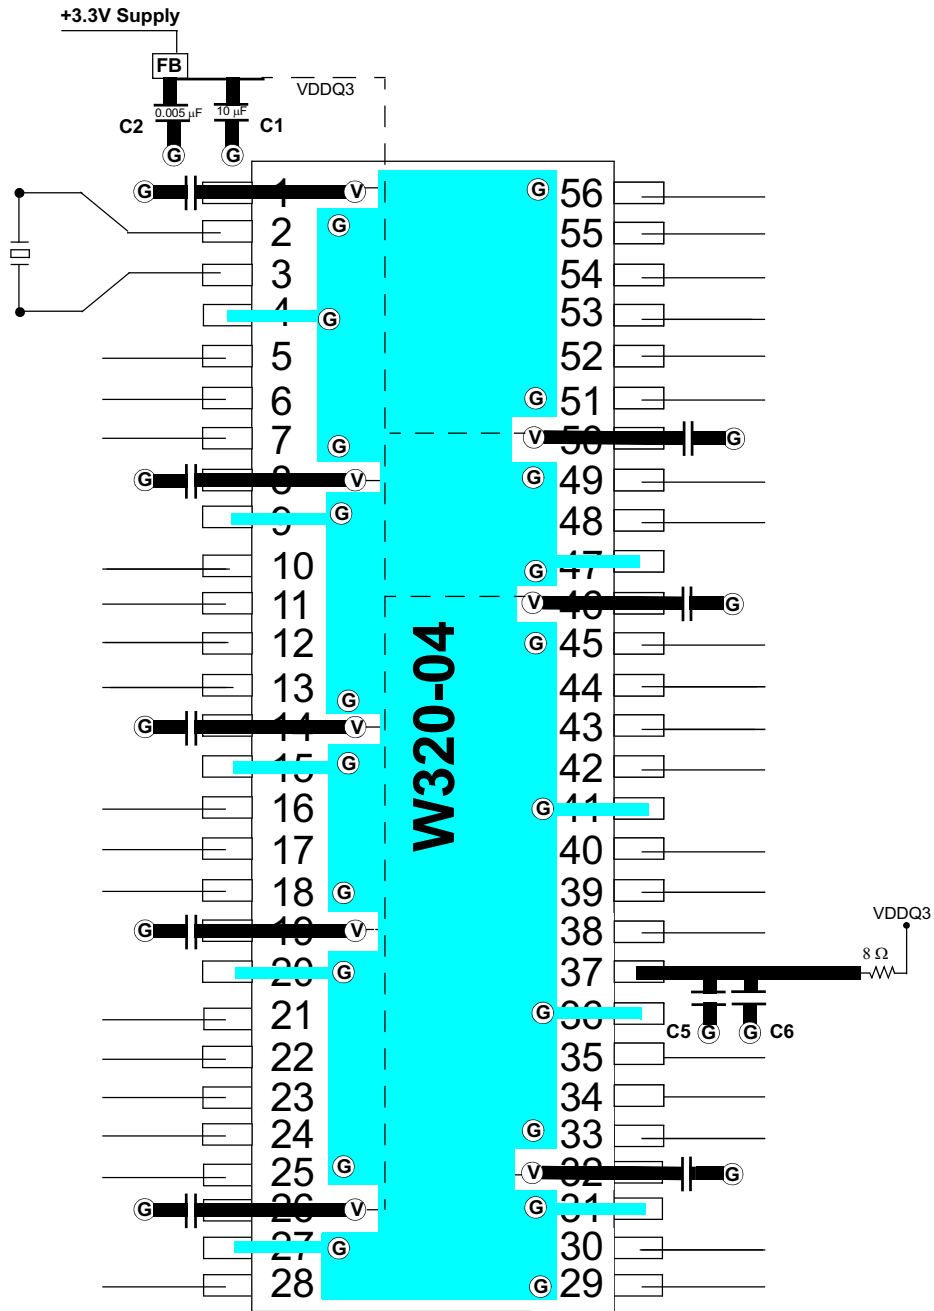 +3.3V Supply
FB
VDDQ3
0.005 µF
10 µF
C2
C1
G
G
G
1
V
G
56
2
G
55
3
54
4
G
53
5
52
6
G
51
7
G
V
50
G
G
8
V
G
49
9
G
48
10
G
47
11
V
46
G
12
G
45
13
G
44
G
14
V
43
15
G
42
16
G
41
17
40
18
G
39
G
19
V
38
VDDQ3
20
G
37
8 Ω
21
G
36
C5
G
G
C6
22
35
23
34
24
G
33
25
G
V
32
G
G
26
V
G
31
27
G
30
28
G
29
W320-04